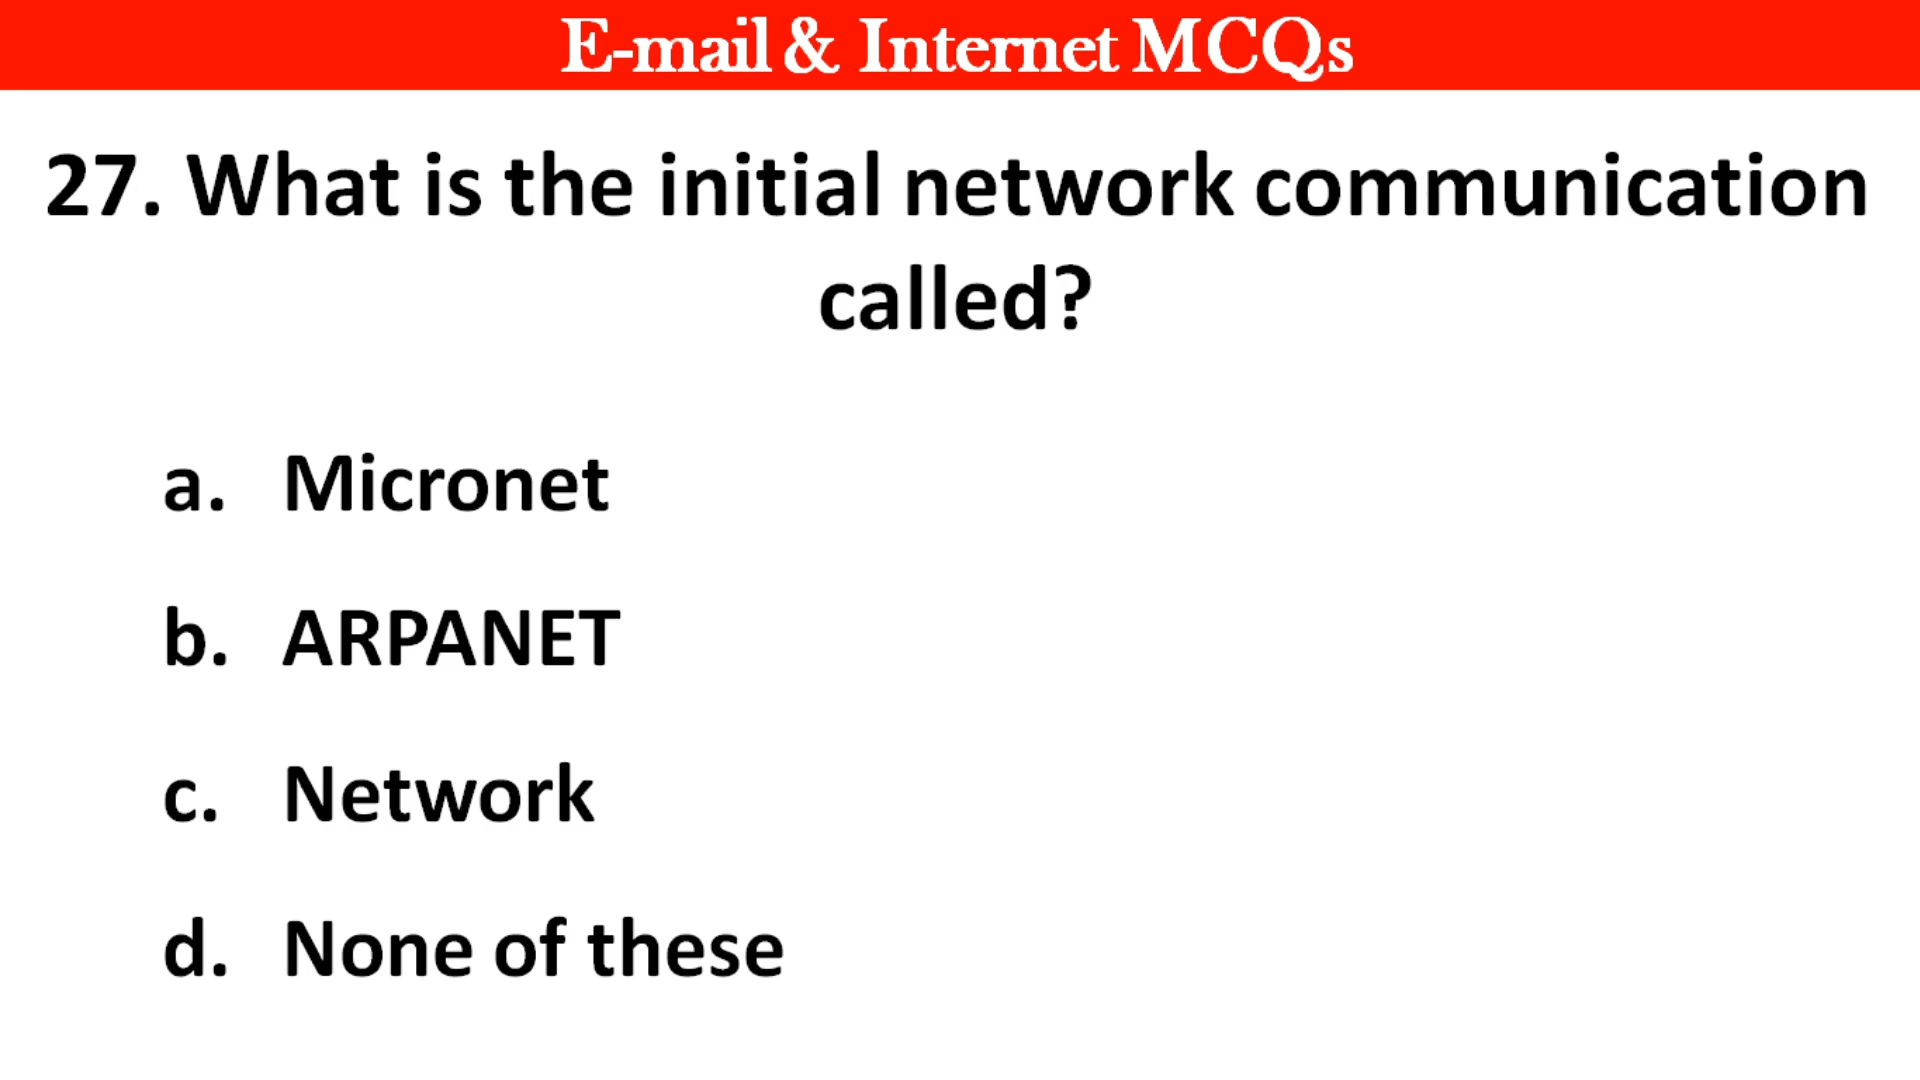 E-mail & Internet MCQs
27. What is the initial network communication
called?
a. Micronet
b. ARPANET
c. Network
d. None of these